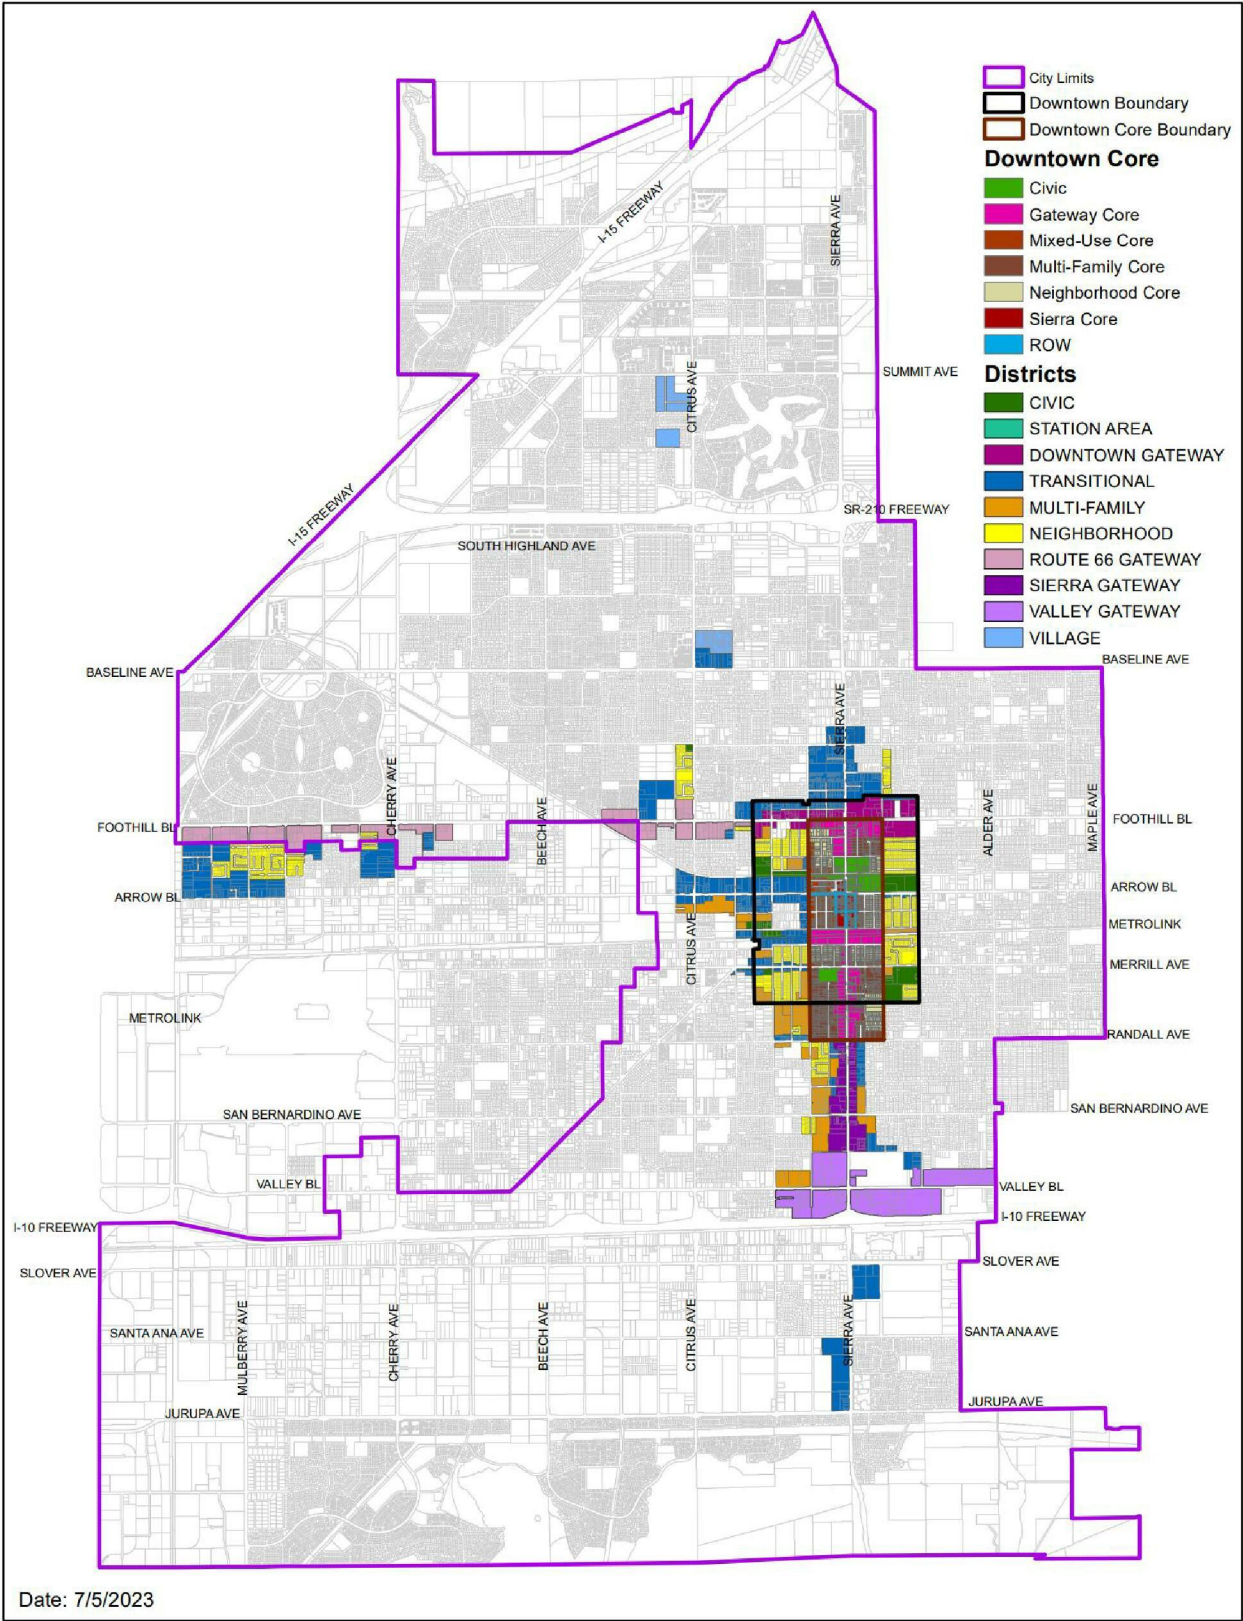 City Limits
Downtown Boundary
Downtown Core Boundary
Downtown Core
Civic
Gateway Core
Mixed-Use Core
Multi-Family Core
Neighborhood Core
Sierra Core
ROW
Districts
CIVIC
STATION AREA
DOWNTOWN GATEWAY
TRANSITIONAL
MULTI-FAMILY
NEIGHBORHOOD
ROUTE 66 GATEWAY
SIERRA GATEWAY
VALLEY GATEWAY
VILLAGE
I-15 FREEWAY
SIERRA AVE
SUMMIT AVE
CITRUS AVE
I-15 FREEWAY
SR-210 FREEWAY
SOUTH HIGHLAND AVE
BASELINE AVE
BASELINE AVE
SIERRA AVE
CHERRY AVE
BEECH AVE
ALDER AVE
MAPLE AVE
FOOTHILL BL
FOOTHILL BL
ARROW BL
ARROW BL
METROLINK
CITRUS AVE
MERRILL AVE
METROLINK
RANDALL AVE
SAN BERNARDINO AVE
SAN BERNARDINO AVE
VALLEY BL
VALLEY BL
I-10 FREEWAY
I-10 FREEWAY
SLOVER AVE
SLOVER AVE
SANTA ANA AVE
MULBERRY AVE
CHERRY AVE
BEECH AVE
CITRUS AVE
SIERRA AVE
SANTA ANA AVE
JURUPA AVE
JURUPA AVE
Date: 7/5/2023